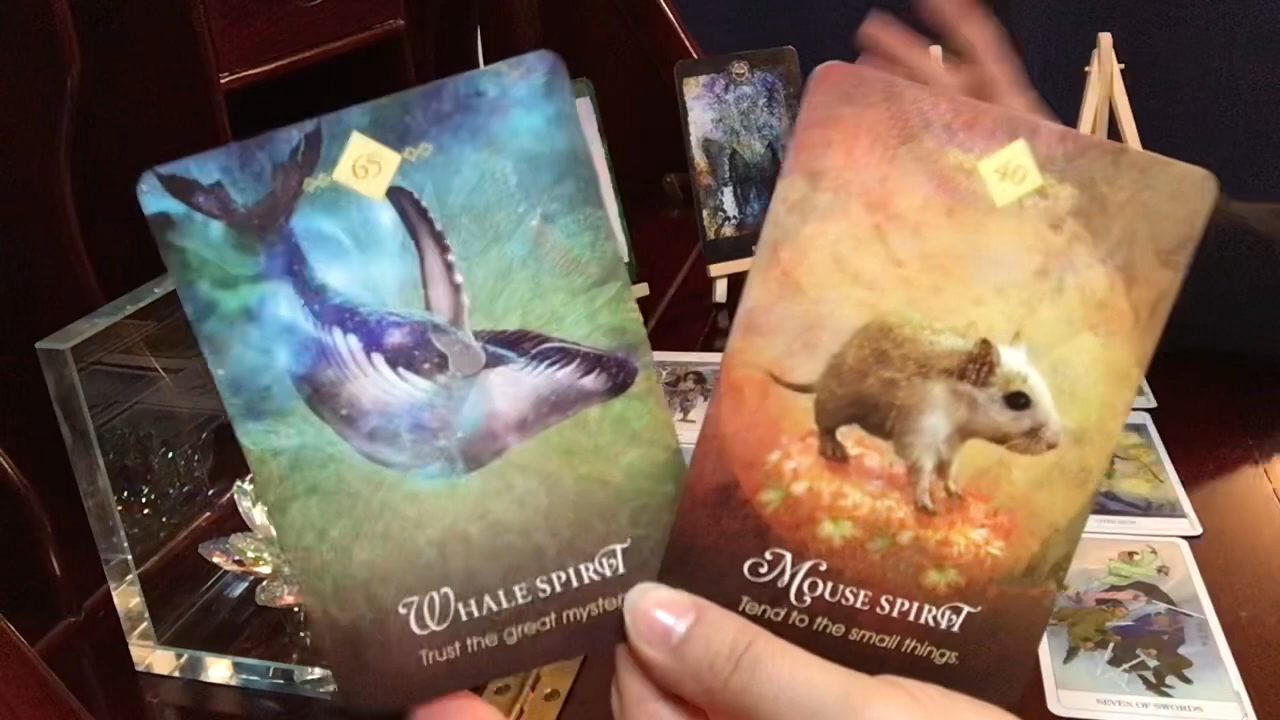 65
WHALE SPIRIT
Trust the great myster
40
MOUSE SPIRIT
Tend to the small things.
SEVEN OF SWORDS